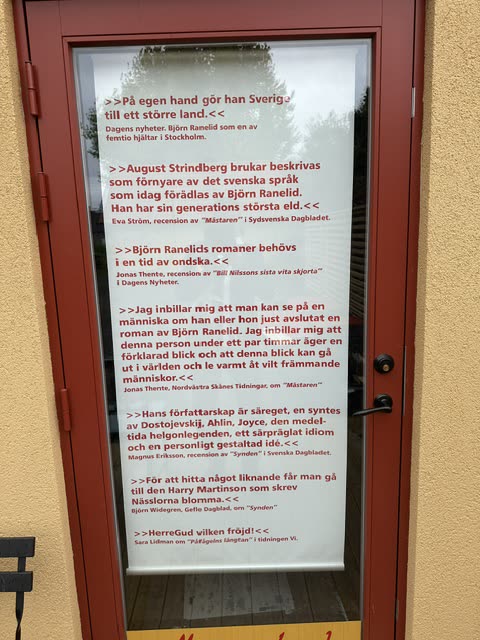 >>På egen hand gör han Sverige
till ett större land.<<
Dagens nyheter. Björn Ranelid som en av
femtio hjältar i Stockholm.
>>August Strindberg brukar beskrivas
som förnyare av det svenska språk
som idag förädlas av Björn Ranelid.
Han har sin generations största eld.<<
Eva Ström, recension av "Mästaren" i Sydsvenska Dagbladet.
>>Björn Ranelids romaner behövs
i en tid av ondska.<<
Jonas Thente, recension av "Bill Nilssons sista vita skjorta"
i Dagens Nyheter.
>>Jag inbillar mig att man kan se på en
människa om han eller hon just avslutat en
roman av Björn Ranelid. Jag inbillar mig att
denna person under ett par timmar äger en
förklarad blick och att denna blick kan gå
ut i världen och le varmt åt vilt främmande
människor.<<
Jonas Thente, Nordvästra Skånes Tidningar, om "Mästaren"
>>Hans författarskap är säreget, en syntes
av Dostojevskij, Ahlin, Joyce, den medel-
tida helgonlegenden, ett särpräglat idiom
och en personligt gestaltad idé.<<
Magnus Eriksson, recension av "Synden" i Svenska Dagbladet.
>>För att hitta något liknande får man gå
till den Harry Martinson som skrev
Nässlorna blomma.<<
Björn Widegren, Gefle Dagblad, om "Synden"
>>HerreGud vilken fröjd!<<
Sara Lidman om "Påfågelns längtan" i tidningen Vi.